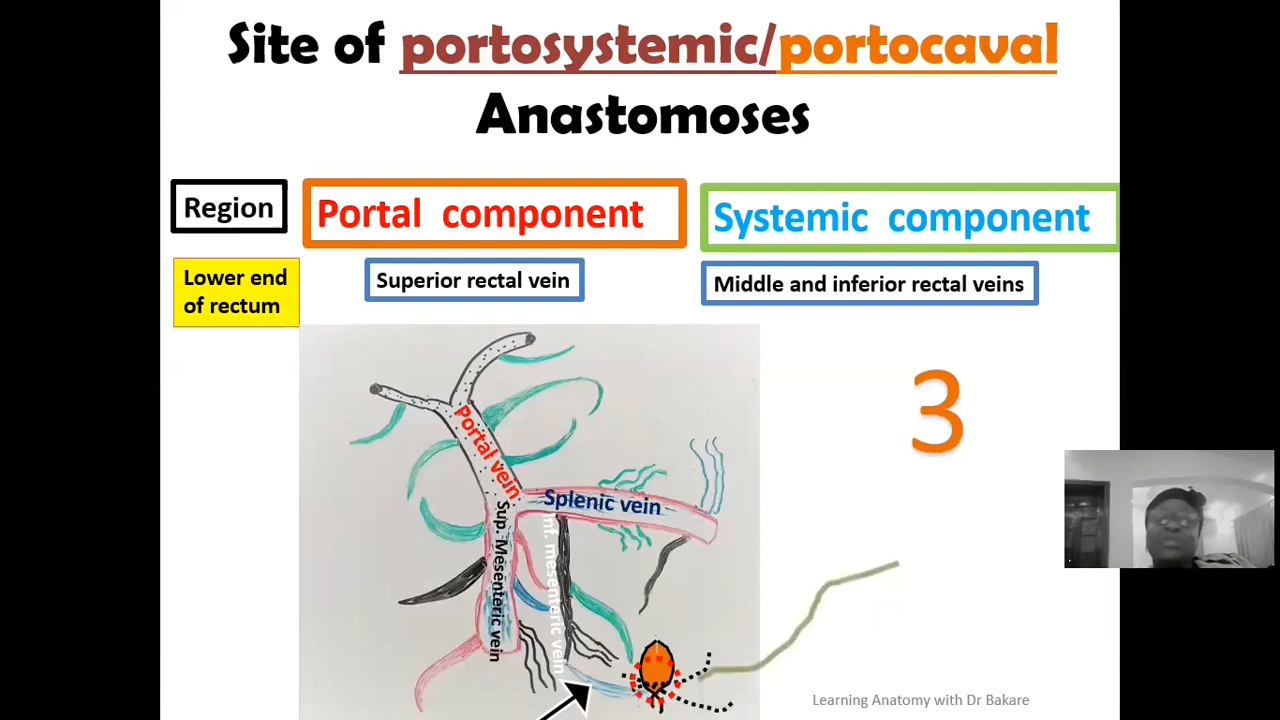 Site of portosystemic/portocaval
Anastomoses
Region
Portal component
Systemic component
Lower end
of rectum
Superior rectal vein
Middle and inferior rectal veins
Portal vein
Splenic vein
Sup. Mesenteric vein
Inf. mesenteric vein
3
Learning Anatomy with Dr Bakare